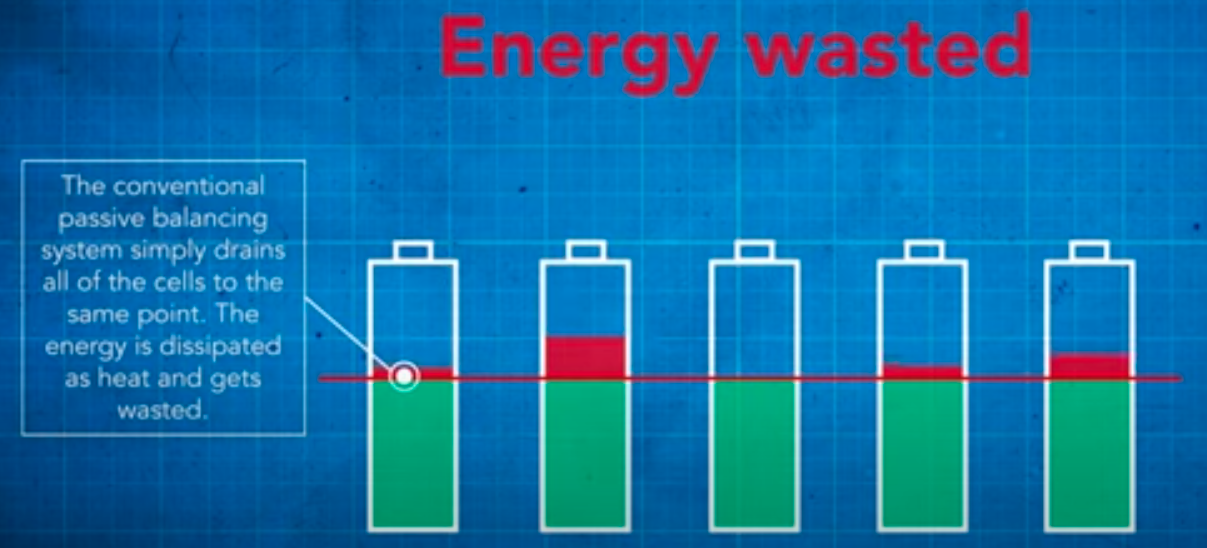 Energy wasted
The conventional
passive balancing
system simply drains
all of the cells to the
same point. The
energy is dissipated
as heat and gets
wasted.